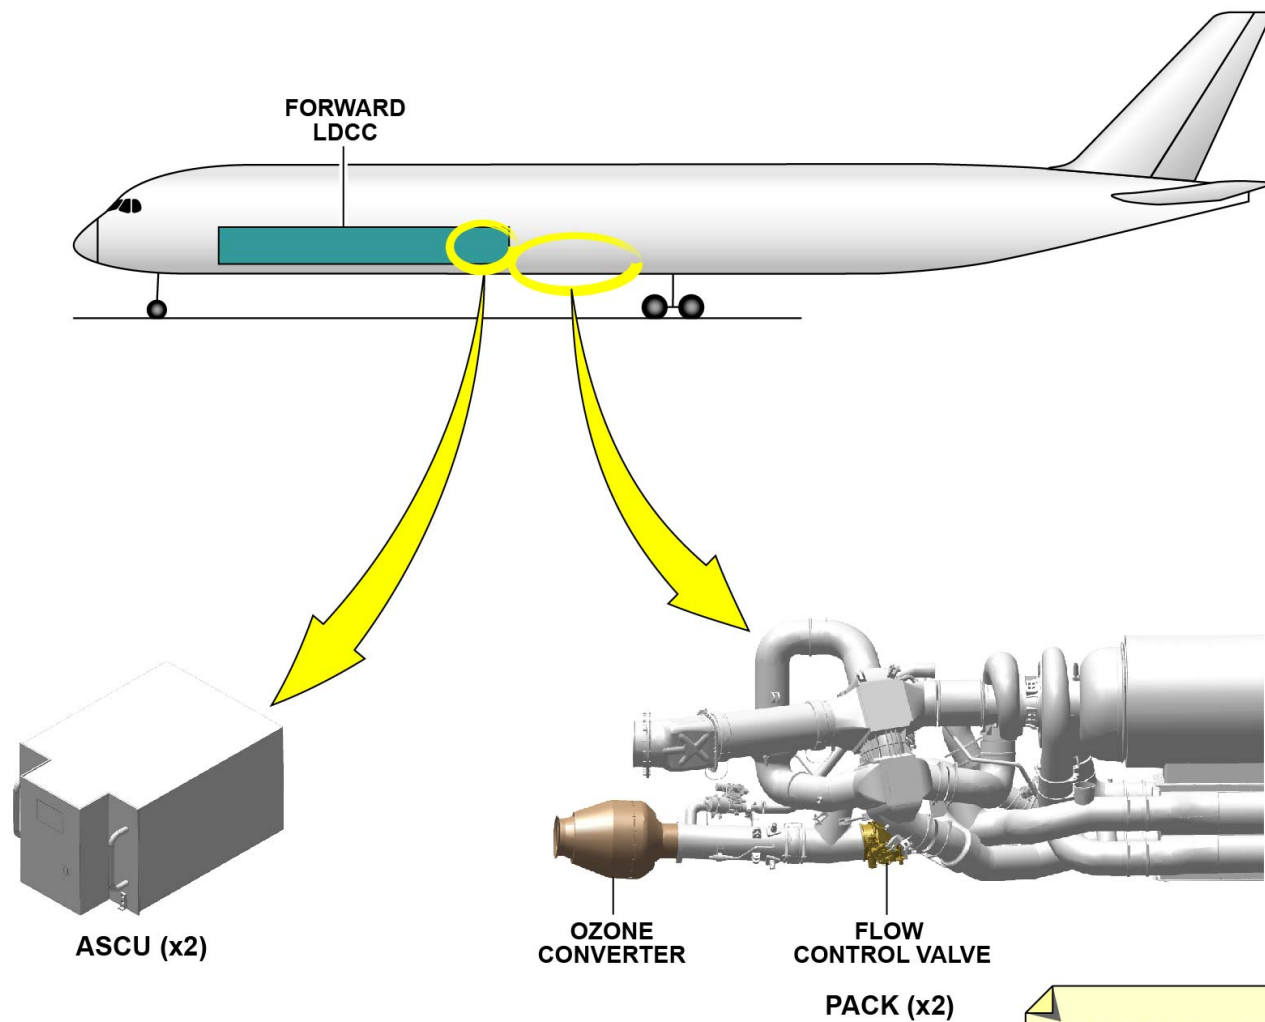 FORWARD
LDCC
ASCU (x2)
OZONE
CONVERTER
FLOW
CONTROL VALVE
PACK (x2)